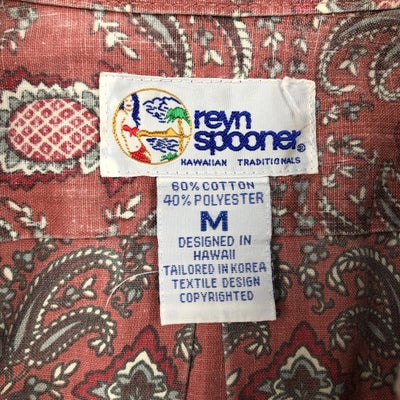 reyn
spooner®
HAWAIIAN TRADITIONALS
60% COTTON
40% POLYESTER
M
DESIGNED IN
HAWAII
TAILORED IN KOREA
TEXTILE DESIGN
COPYRIGHTED